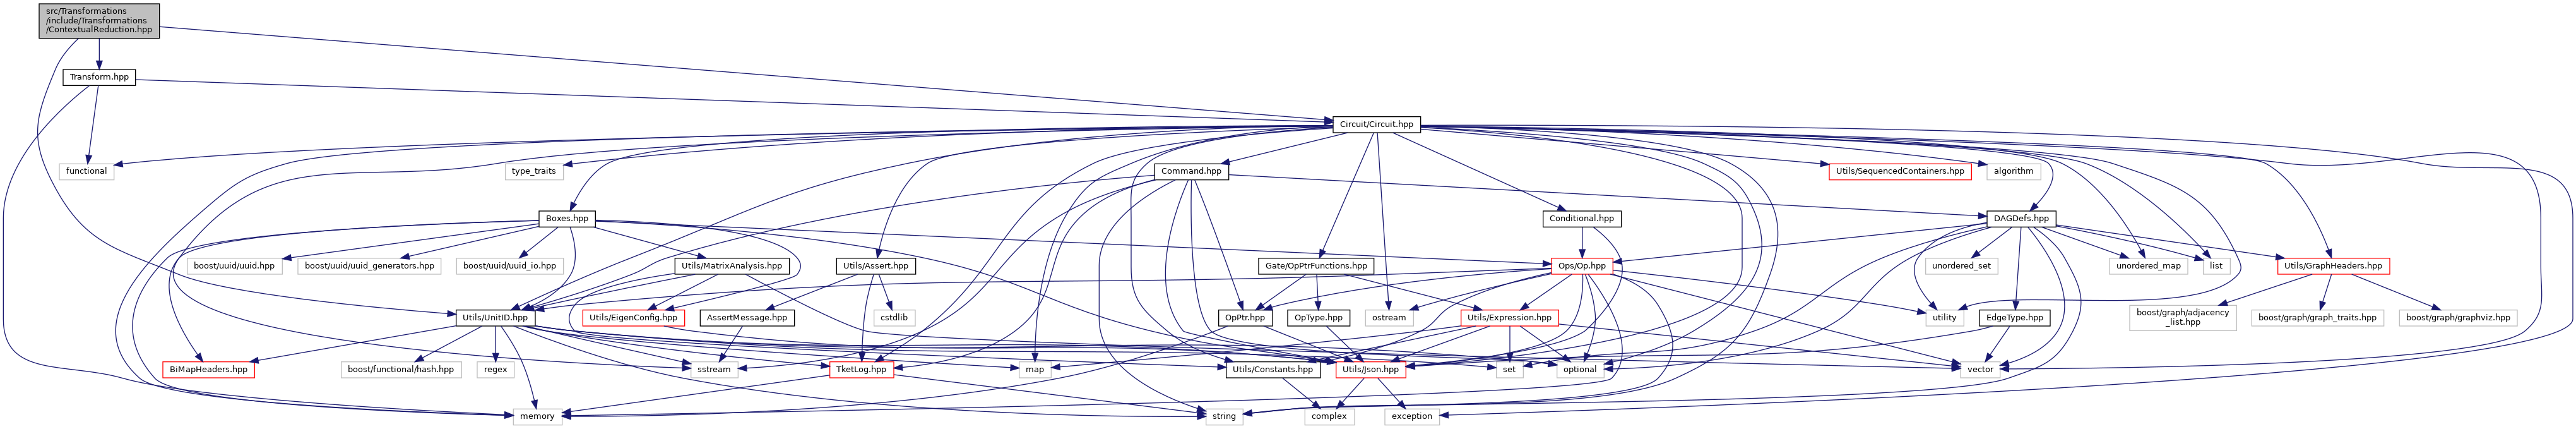 src/Transformations
/include/Transformations
/ContextualReduction.hpp
Transform.hpp
Circuit/Circuit.hpp
functional
type_traits
Command.hpp
Utils/SequencedContainers.hpp
algorithm
Boxes.hpp
Conditional.hpp
DAGDefs.hpp
boost/uuid/uuid.hpp
boost/uuid/uuid_generators.hpp
boost/uuid/uuid_io.hpp
Utils/MatrixAnalysis.hpp
Utils/Assert.hpp
Gate/OpPtrFunctions.hpp
Ops/Op.hpp
unordered_set
unordered_map
list
Utils/GraphHeaders.hpp
Utils/UnitID.hpp
Utils/EigenConfig.hpp
AssertMessage.hpp
cstdlib
OpPtr.hpp
OpType.hpp
ostream
Utils/Expression.hpp
utility
EdgeType.hpp
boost/graph/adjacency
_list.hpp
boost/graph/graph_traits.hpp
boost/graph/graphviz.hpp
BiMapHeaders.hpp
boost/functional/hash.hpp
regex
sstream
TketLog.hpp
map
Utils/Constants.hpp
Utils/Json.hpp
set
optional
vector
memory
string
complex
exception